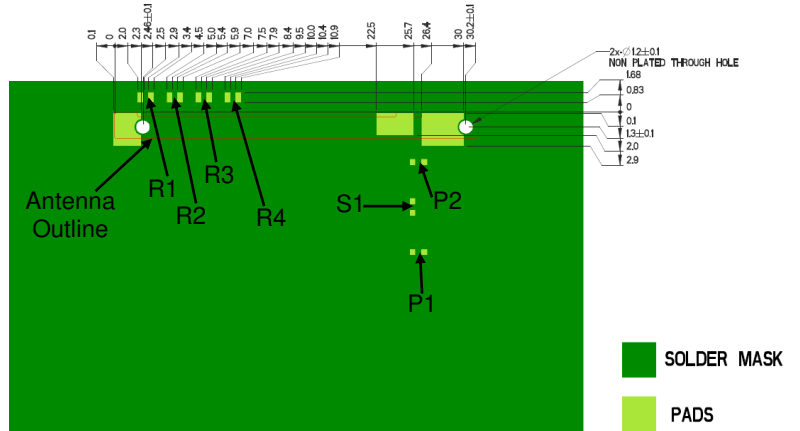 0.1
0
2.0
2.3
2.46±0.1
2.5
2.9
3.4
4.5
5.0
5.4
5.9
7.0
7.5
7.9
8.4
9.5
10.0
10.4
10.9
22.5
25.7
26.4
30
30.2±0.1
2x-∅1.2±0.1
NON PLATED THROUGH HOLE
1.68
0.83
0
0.1
1.3±0.1
2.0
2.9
R1
R2
R3
R4
Antenna
Outline
S1
P2
P1
SOLDER MASK
PADS